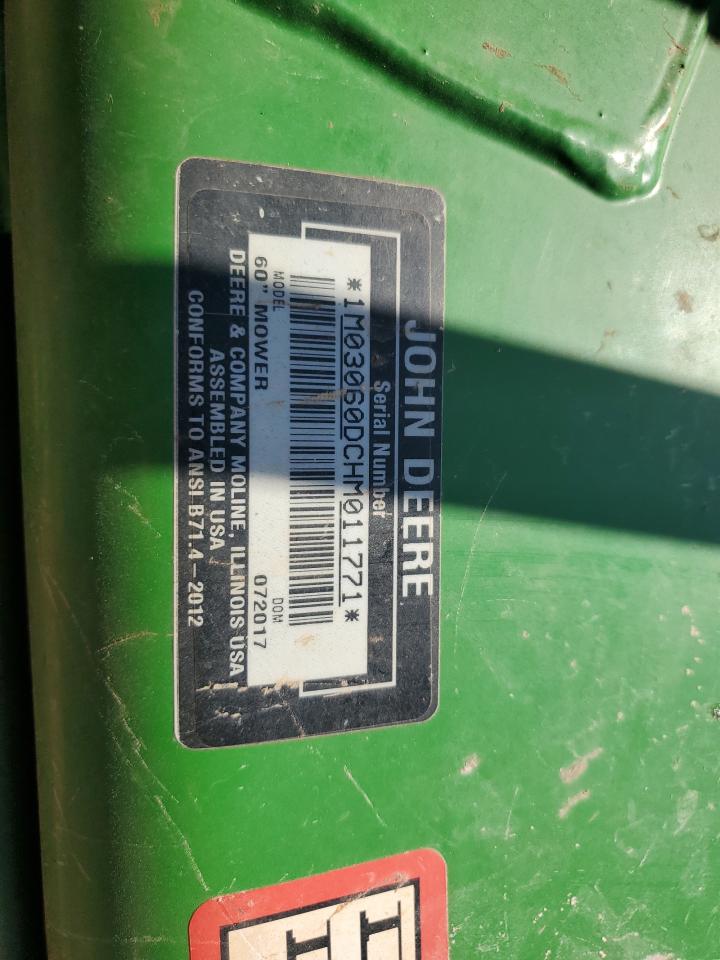 JOHN DEERE
Serial Number
*1M03060DCHM011771*
MODEL DOM
60" MOWER 072017
DEERE & COMPANY MOLINE, ILLINOIS USA
ASSEMBLED IN USA
CONFORMS TO ANSI B71.4-2012